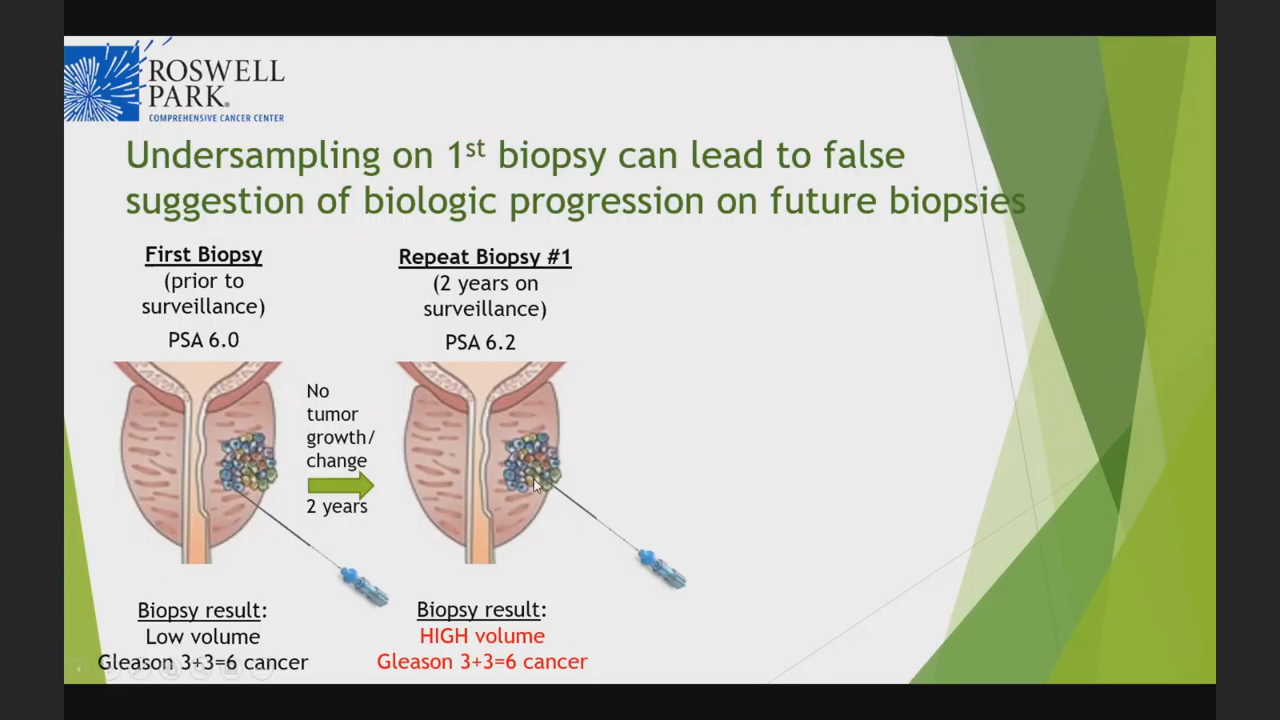 ROSWELL
PARK®
COMPREHENSIVE CANCER CENTER
Undersampling on 1st biopsy can lead to false
suggestion of biologic progression on future biopsies
First Biopsy
(prior to
surveillance)
PSA 6.0
No
tumor
growth/
change
2 years
Biopsy result:
Low volume
Gleason 3+3=6 cancer
Repeat Biopsy #1
(2 years on
surveillance)
PSA 6.2
Biopsy result:
HIGH volume
Gleason 3+3=6 cancer